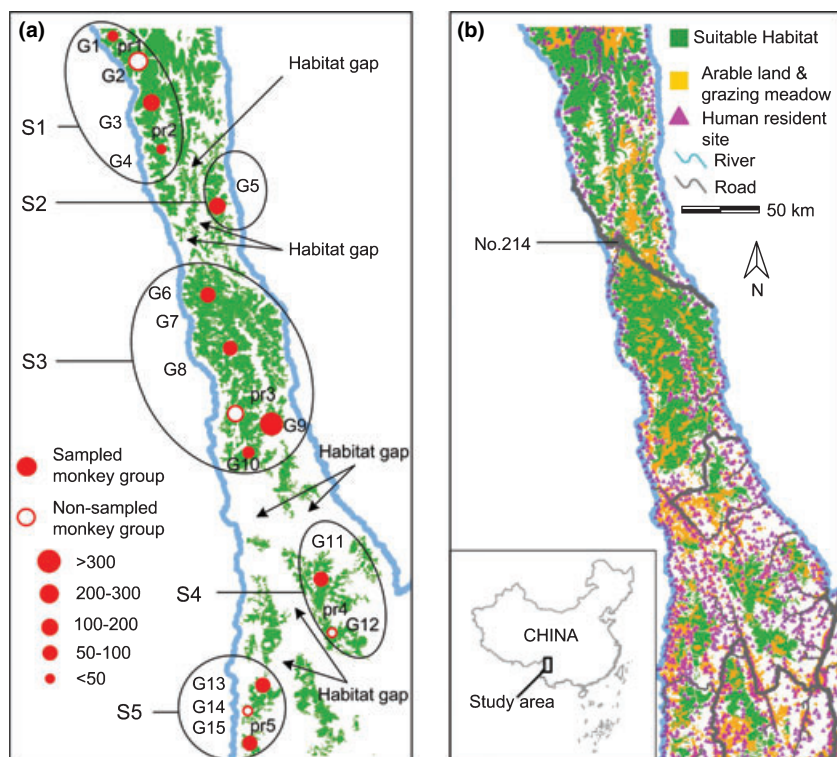 (a)
G1
pr1
G2
Habitat gap
S1
G3
pr2
G4
G5
S2
Habitat gap
G6
G7
S3
G8
pr3
G9
G10
Habitat gap
Sampled
monkey group
Non-sampled
monkey group
>300
200-300
100-200
50-100
<50
G11
S4
pr4
G12
Habitat gap
G13
G14
S5
G15
pr5
(b)
Suitable Habitat
Arable land &
grazing meadow
Human resident
site
River
Road
50 km
No.214
N
CHINA
Study area